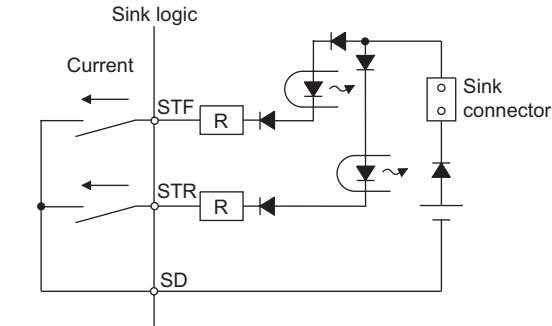 Sink logic
Current
STF
R
Sink
connector
STR
R
SD